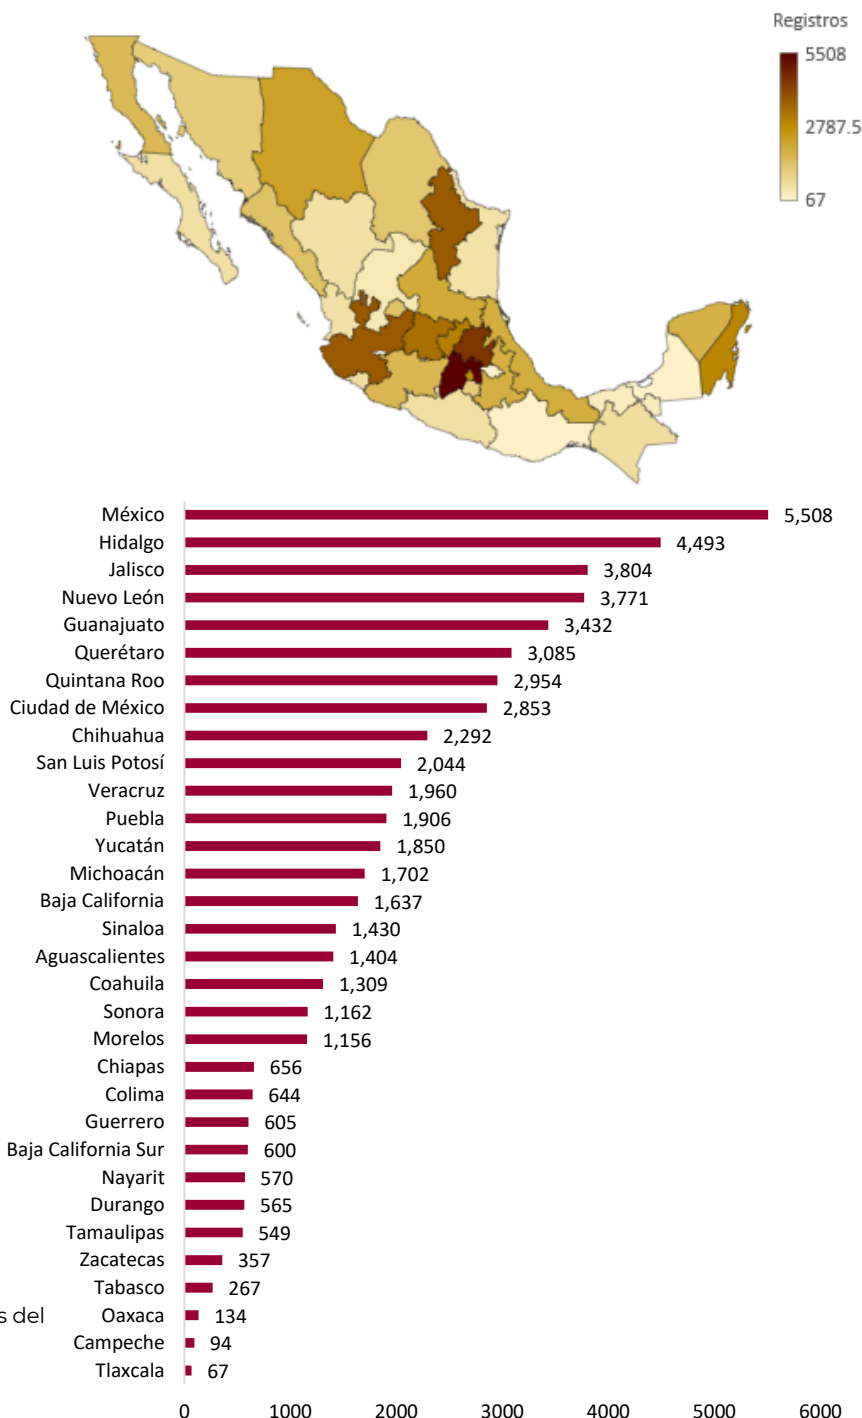 Registros
5508
2787.5
67
México 5,508
Hidalgo 4,493
Jalisco 3,804
Nuevo León 3,771
Guanajuato 3,432
Querétaro 3,085
Quintana Roo 2,954
Ciudad de México 2,853
Chihuahua 2,292
San Luis Potosí 2,044
Veracruz 1,960
Puebla 1,906
Yucatán 1,850
Michoacán 1,702
Baja California 1,637
Sinaloa 1,430
Aguascalientes 1,404
Coahuila 1,309
Sonora 1,162
Morelos 1,156
Chiapas 656
Colima 644
Guerrero 605
Baja California Sur 600
Nayarit 570
Durango 565
Tamaulipas 549
Zacatecas 357
Tabasco 267
s del Oaxaca 134
Campeche 94
Tlaxcala 67
0 1000 2000 3000 4000 5000 6000